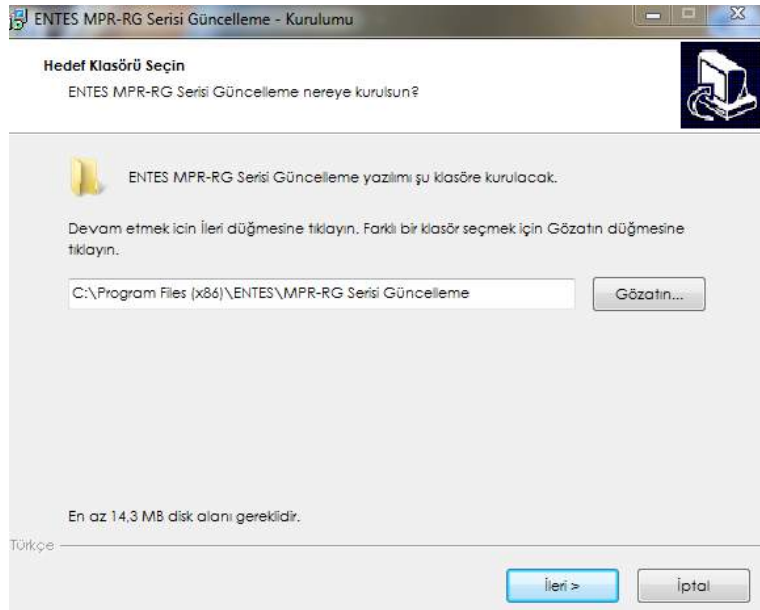 ENTES MPR-RG Serisi Güncelleme - Kurulumu
Hedef Klasörü Seçin
ENTES MPR-RG Serisi Güncelleme nereye kurulsun?
ENTES MPR-RG Serisi Güncelleme yazılımı şu klasöre kurulacak.
Devam etmek icin İleri düğmesine tıklayın. Farklı bir klasör seçmek için Gözatın düğmesine
tıklayın.
C:\Program Files (x86)\ENTES\MPR-RG Serisi Güncelleme
Gözatın...
En az 14,3 MB disk alanı gereklidir.
Türkçe
İleri >
İptal